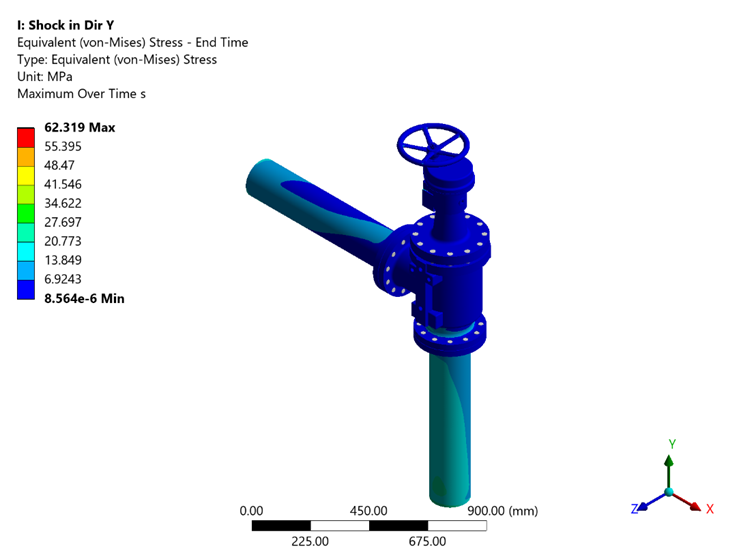 I: Shock in Dir Y
Equivalent (von-Mises) Stress - End Time
Type: Equivalent (von-Mises) Stress
Unit: MPa
Maximum Over Time s
62.319 Max
55.395
48.47
41.546
34.622
27.697
20.773
13.849
6.9243
8.564e-6 Min
0.00 450.00 900.00 (mm)
225.00 675.00
Y
Z X